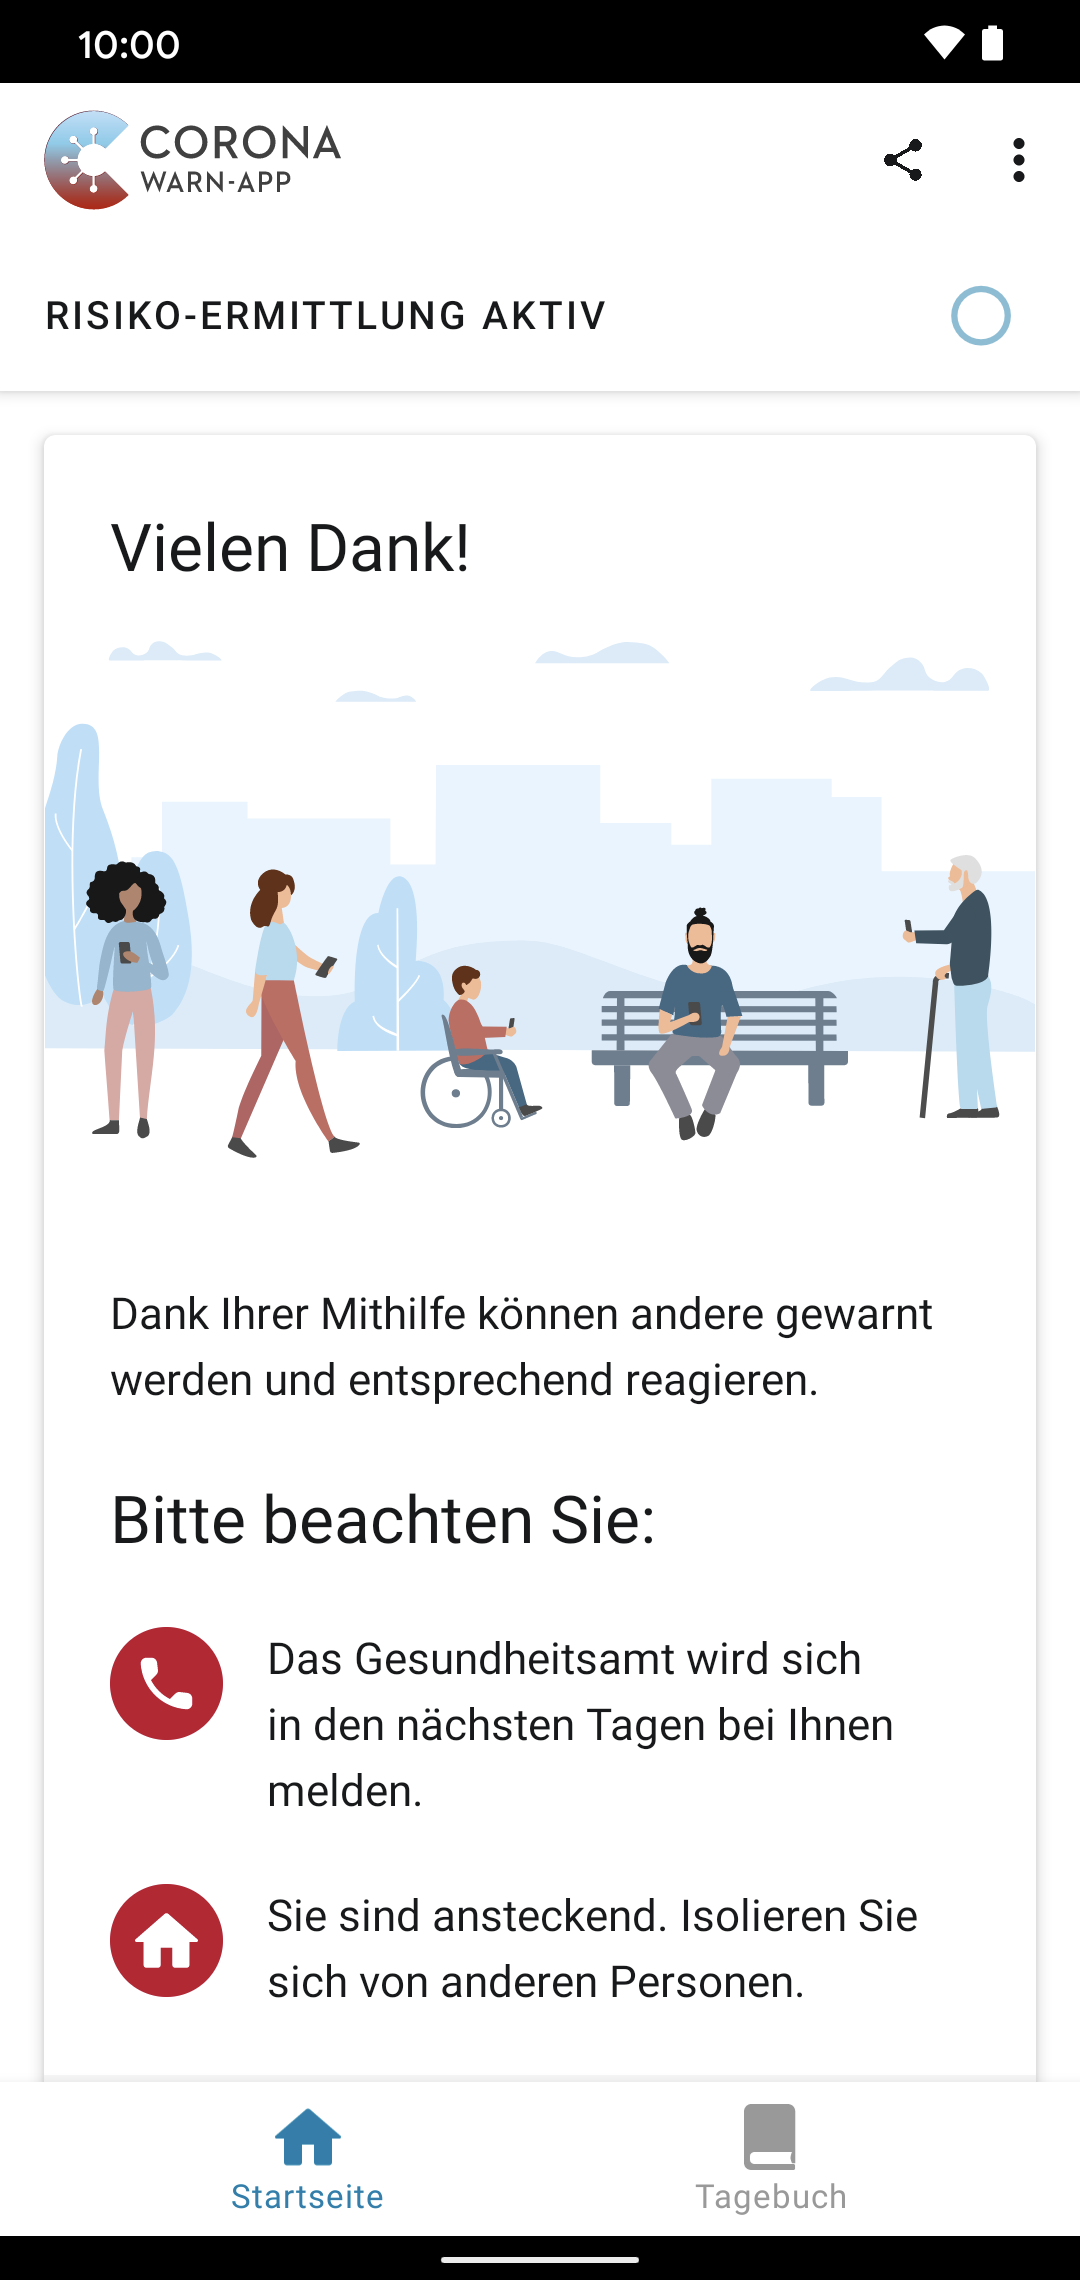 10:00
CORONA
WARN-APP
RISIKO-ERMITTLUNG AKTIV
Vielen Dank!
Dank Ihrer Mithilfe können andere gewarnt
werden und entsprechend reagieren.
Bitte beachten Sie:
Das Gesundheitsamt wird sich
in den nächsten Tagen bei Ihnen
melden.
Sie sind ansteckend. Isolieren Sie
sich von anderen Personen.
Startseite
Tagebuch